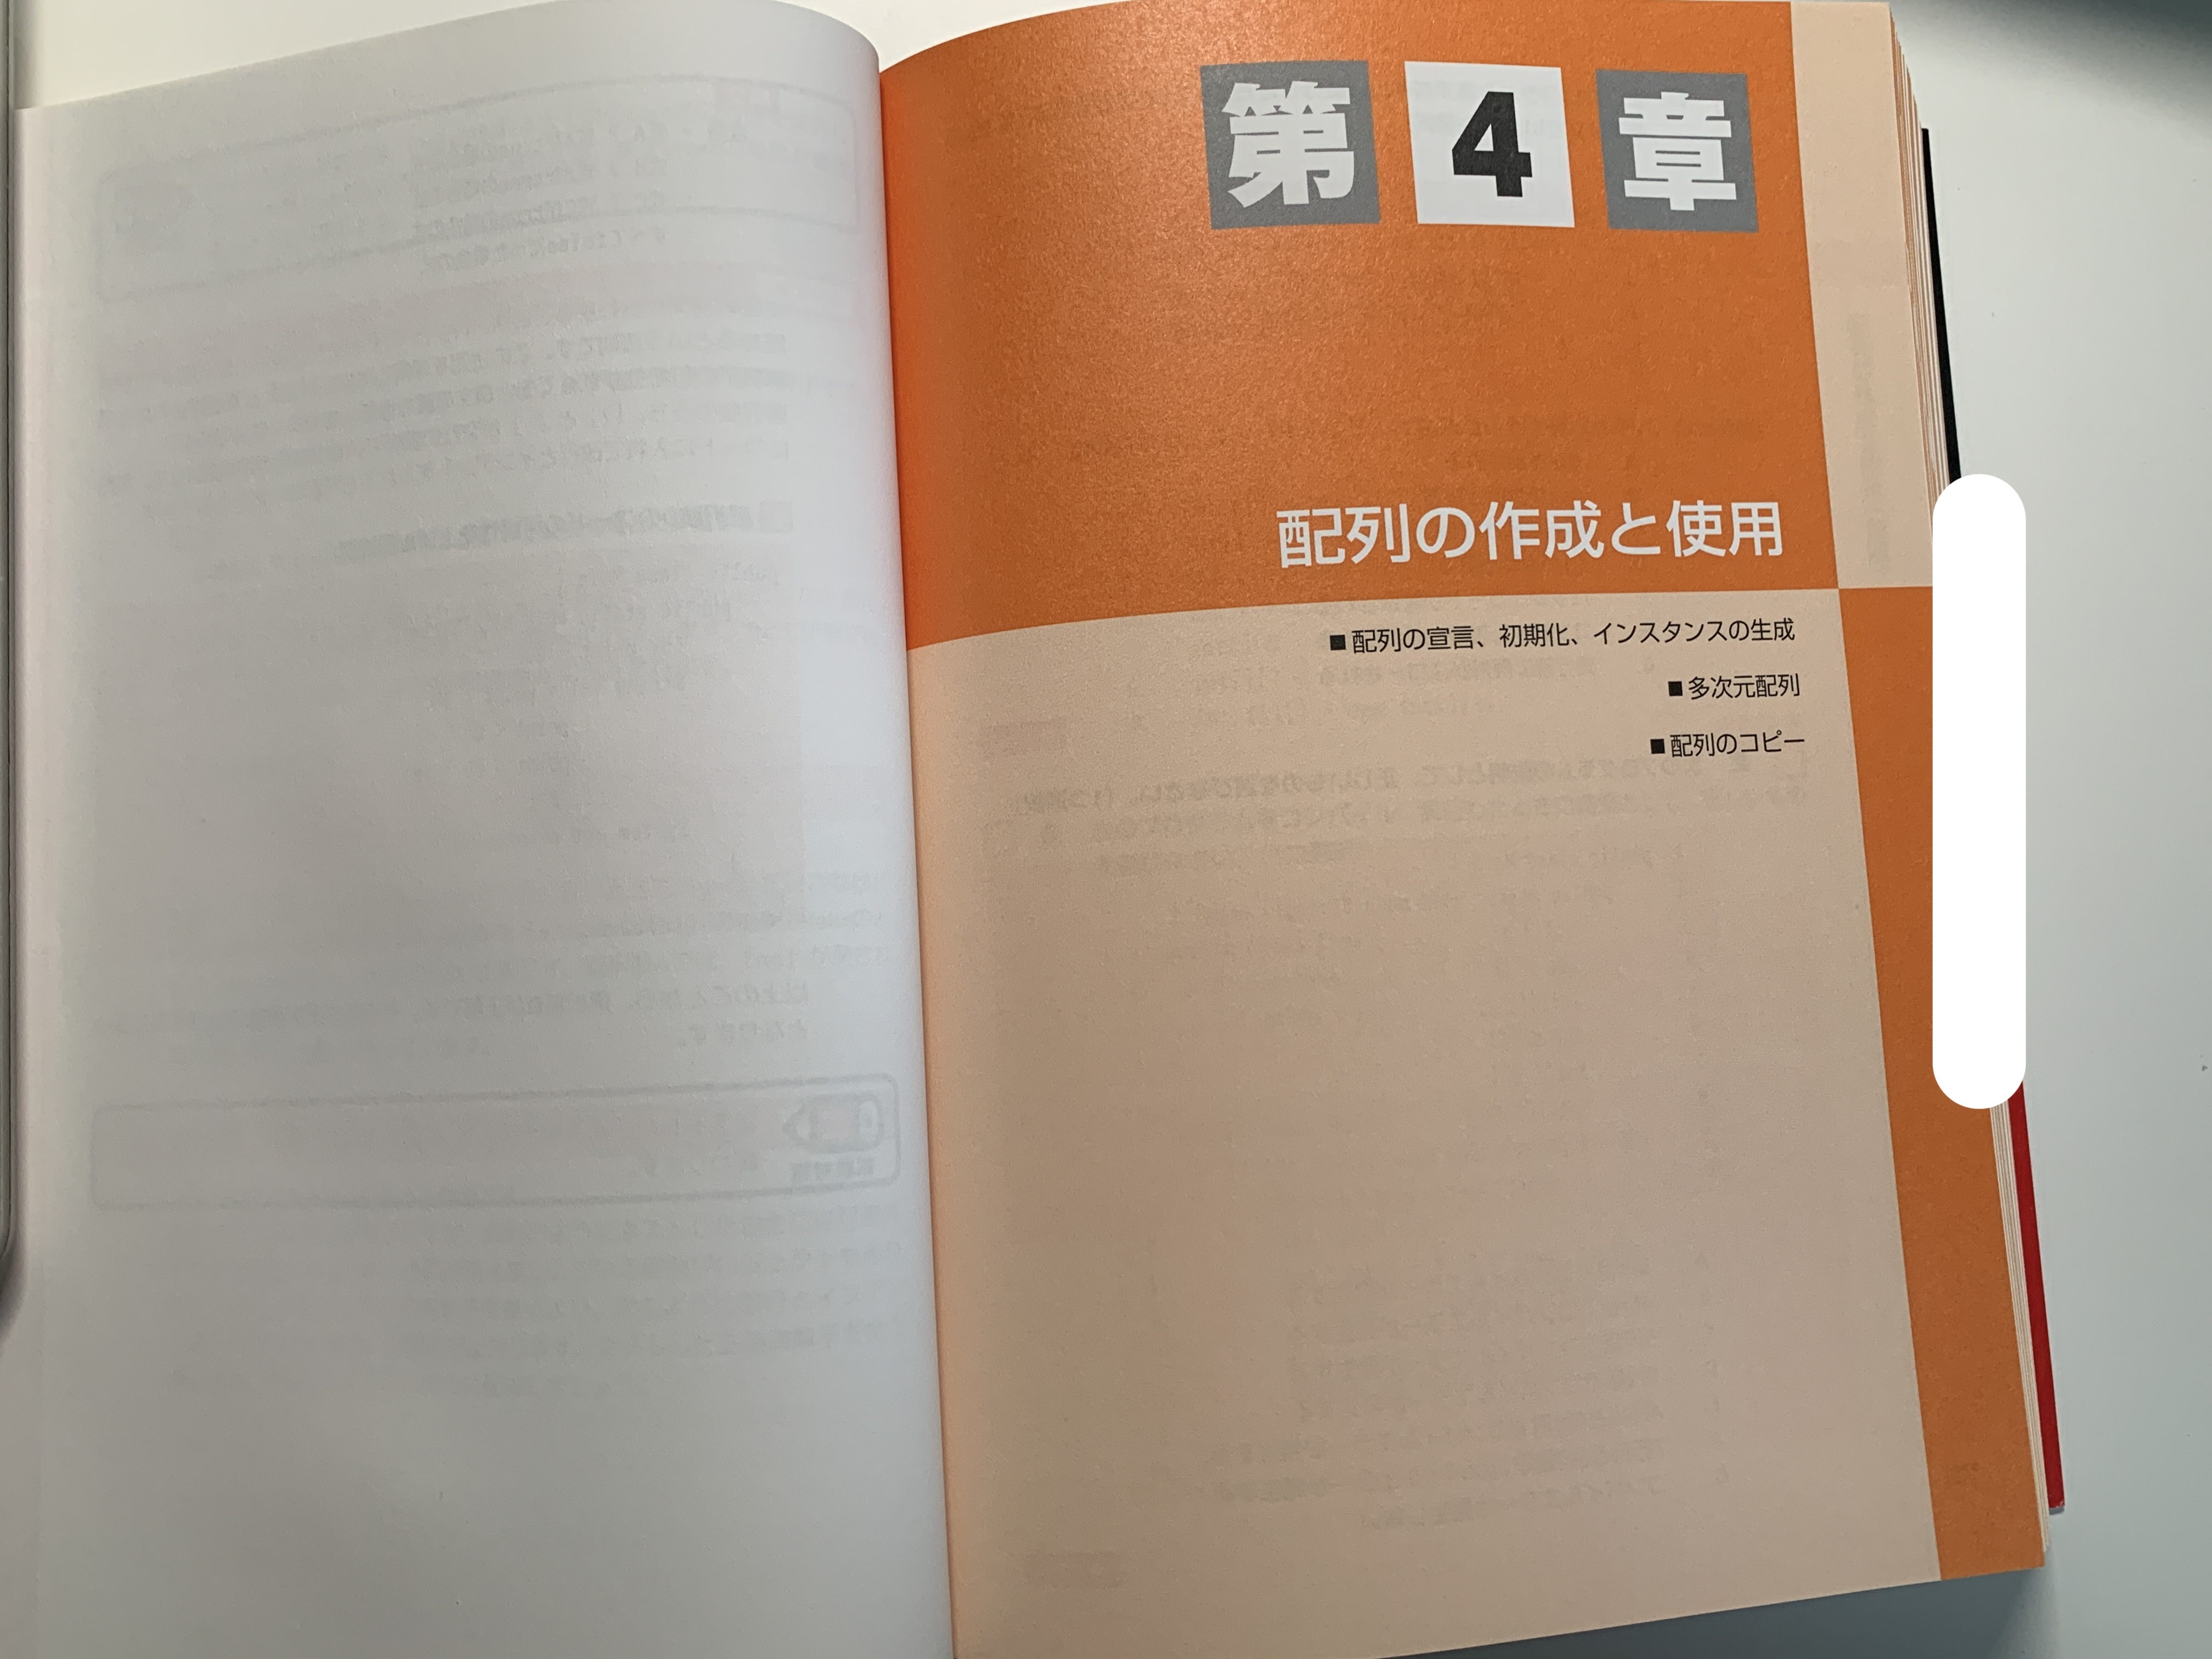 第4章
配列の作成と使用
■配列の宣言、初期化、インスタンスの生成
■多次元配列
■配列のコピー